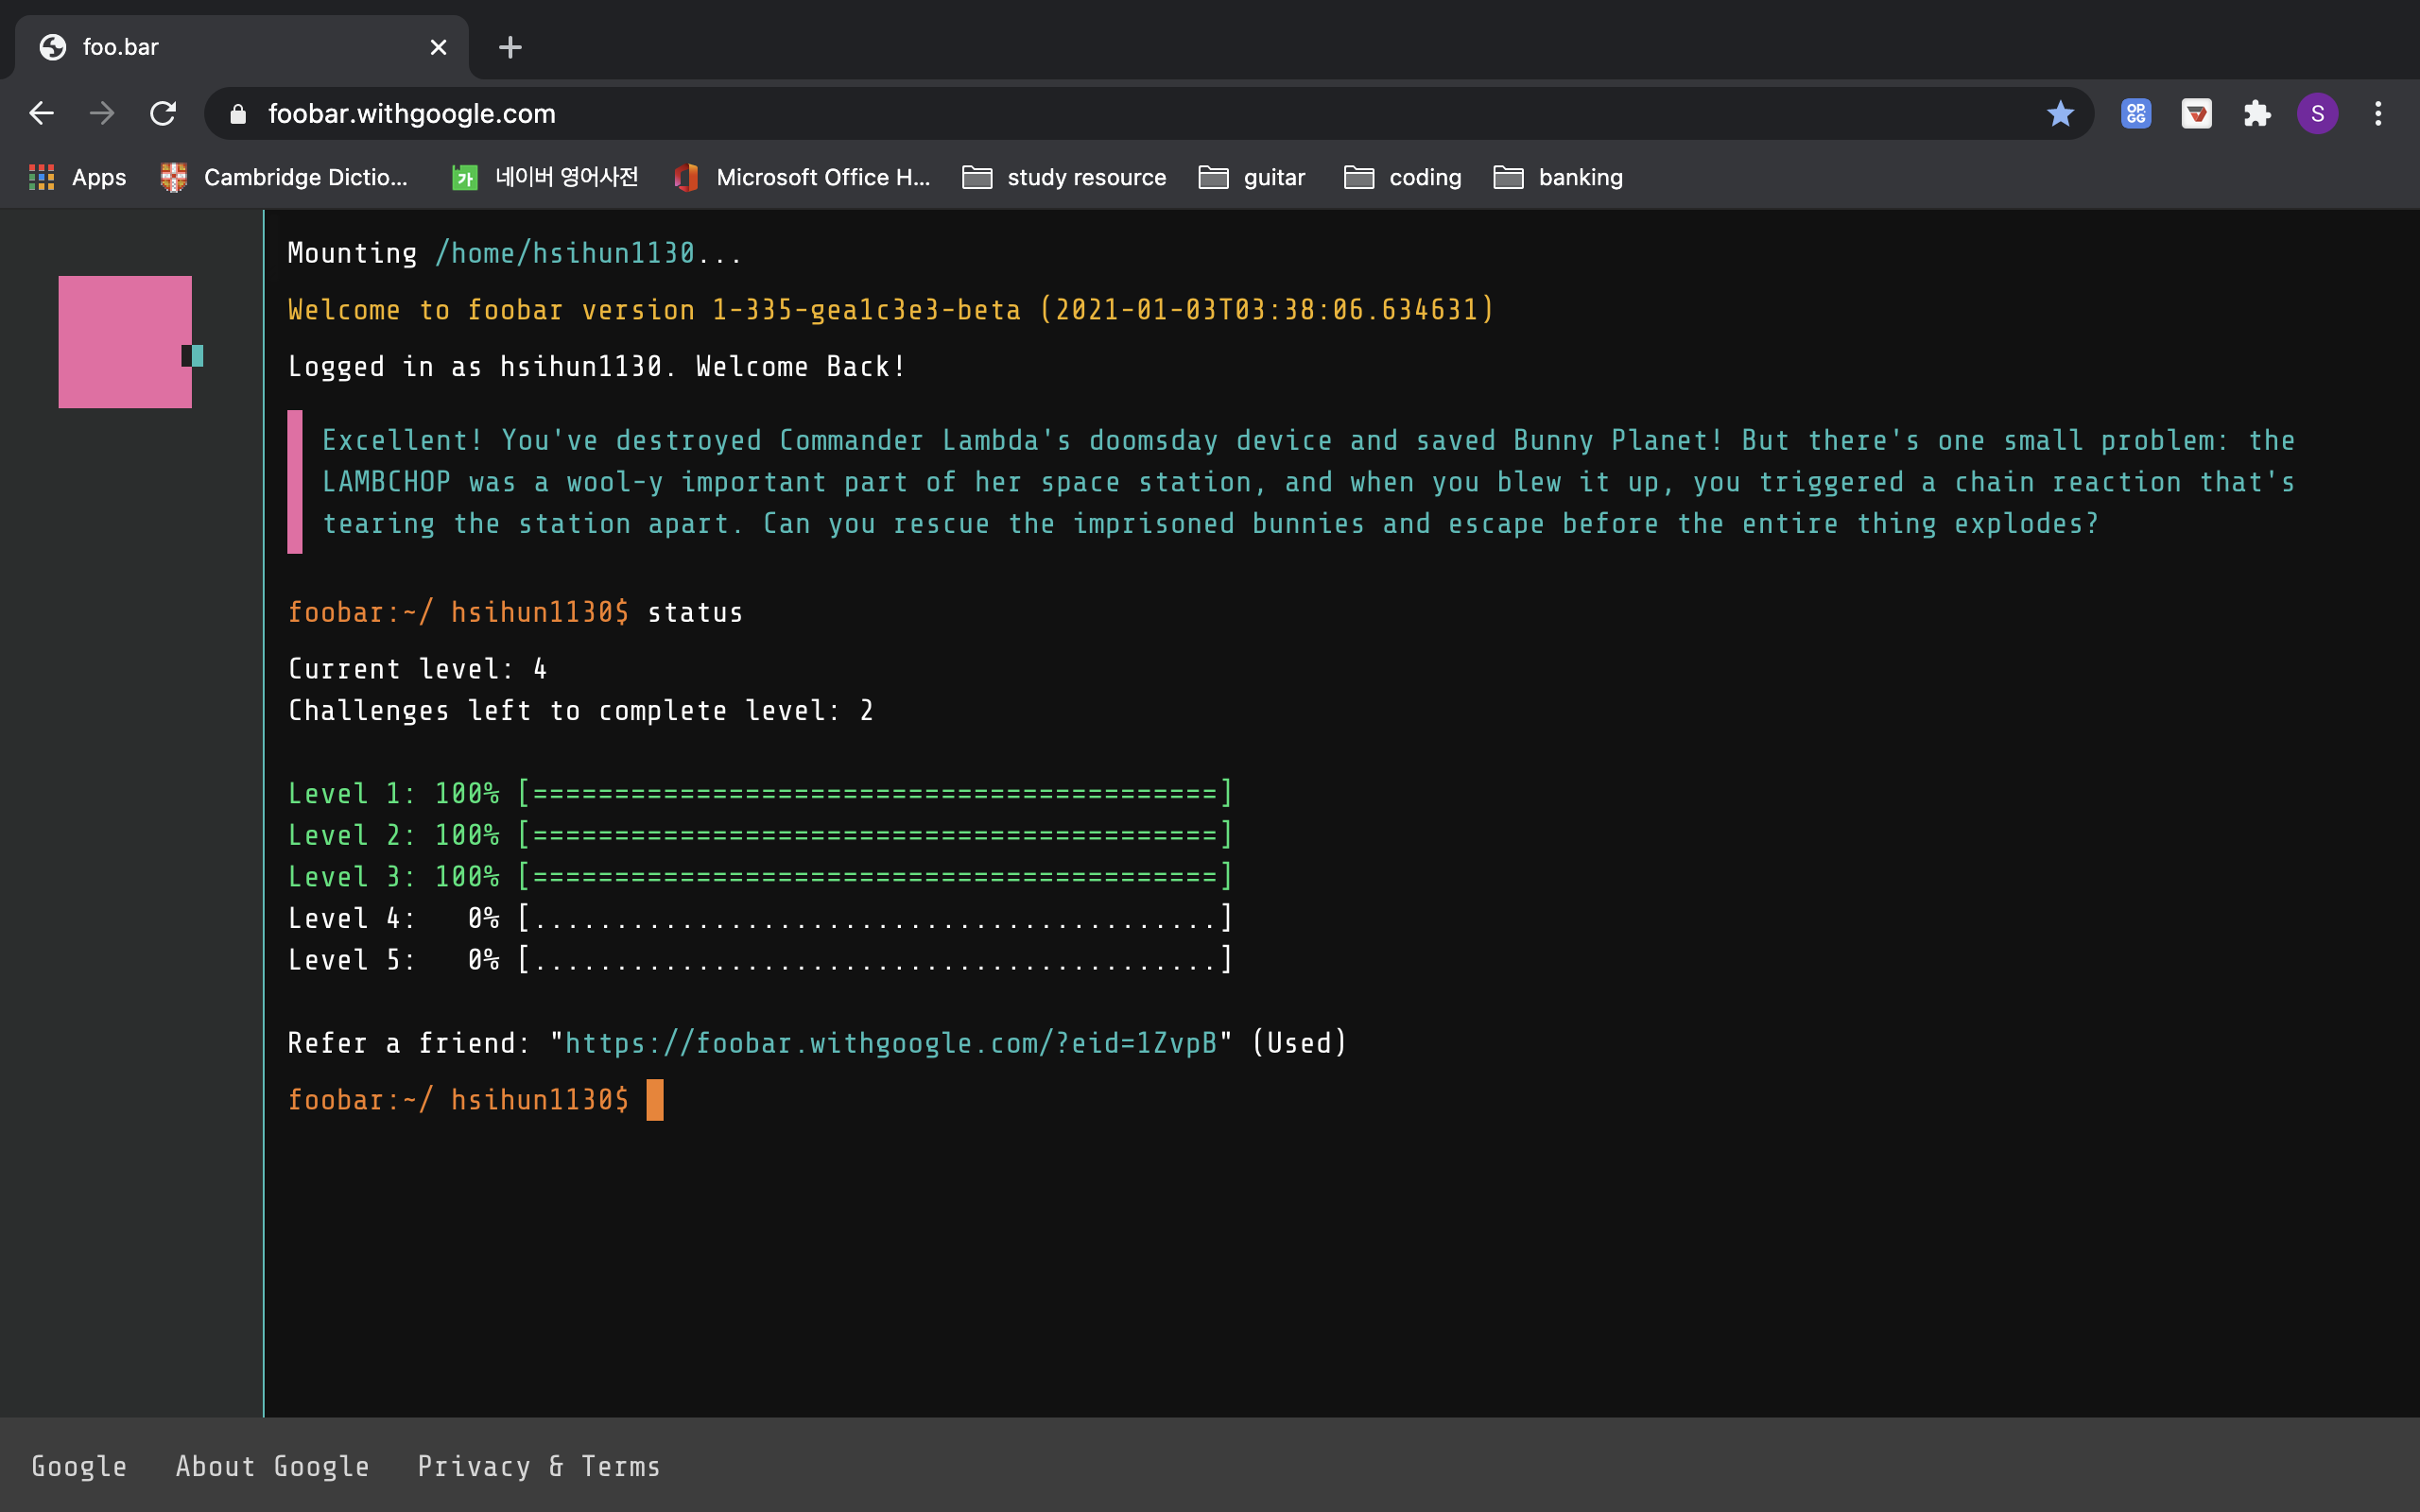 foo.bar
foobar.withgoogle.com
OP.GG
S
Apps
Cambridge Dictio...
가 네이버 영어사전
Microsoft Office H...
study resource
guitar
coding
banking
Mounting /home/hsihun1130...
Welcome to foobar version 1-335-gea1c3e3-beta (2021-01-03T03:38:06.634631)
Logged in as hsihun1130. Welcome Back!
Excellent! You've destroyed Commander Lambda's doomsday device and saved Bunny Planet! But there's one small problem: the
LAMBCHOP was a wool-y important part of her space station, and when you blew it up, you triggered a chain reaction that's
tearing the station apart. Can you rescue the imprisoned bunnies and escape before the entire thing explodes?
foobar:~/ hsihun1130$ status
Current level: 4
Challenges left to complete level: 2
Level 1: 100% [==========================================]
Level 2: 100% [==========================================]
Level 3: 100% [==========================================]
Level 4:   0% [..........................................]
Level 5:   0% [..........................................]
Refer a friend: "https://foobar.withgoogle.com/?eid=1ZvpB" (Used)
foobar:~/ hsihun1130$
Google
About Google
Privacy & Terms